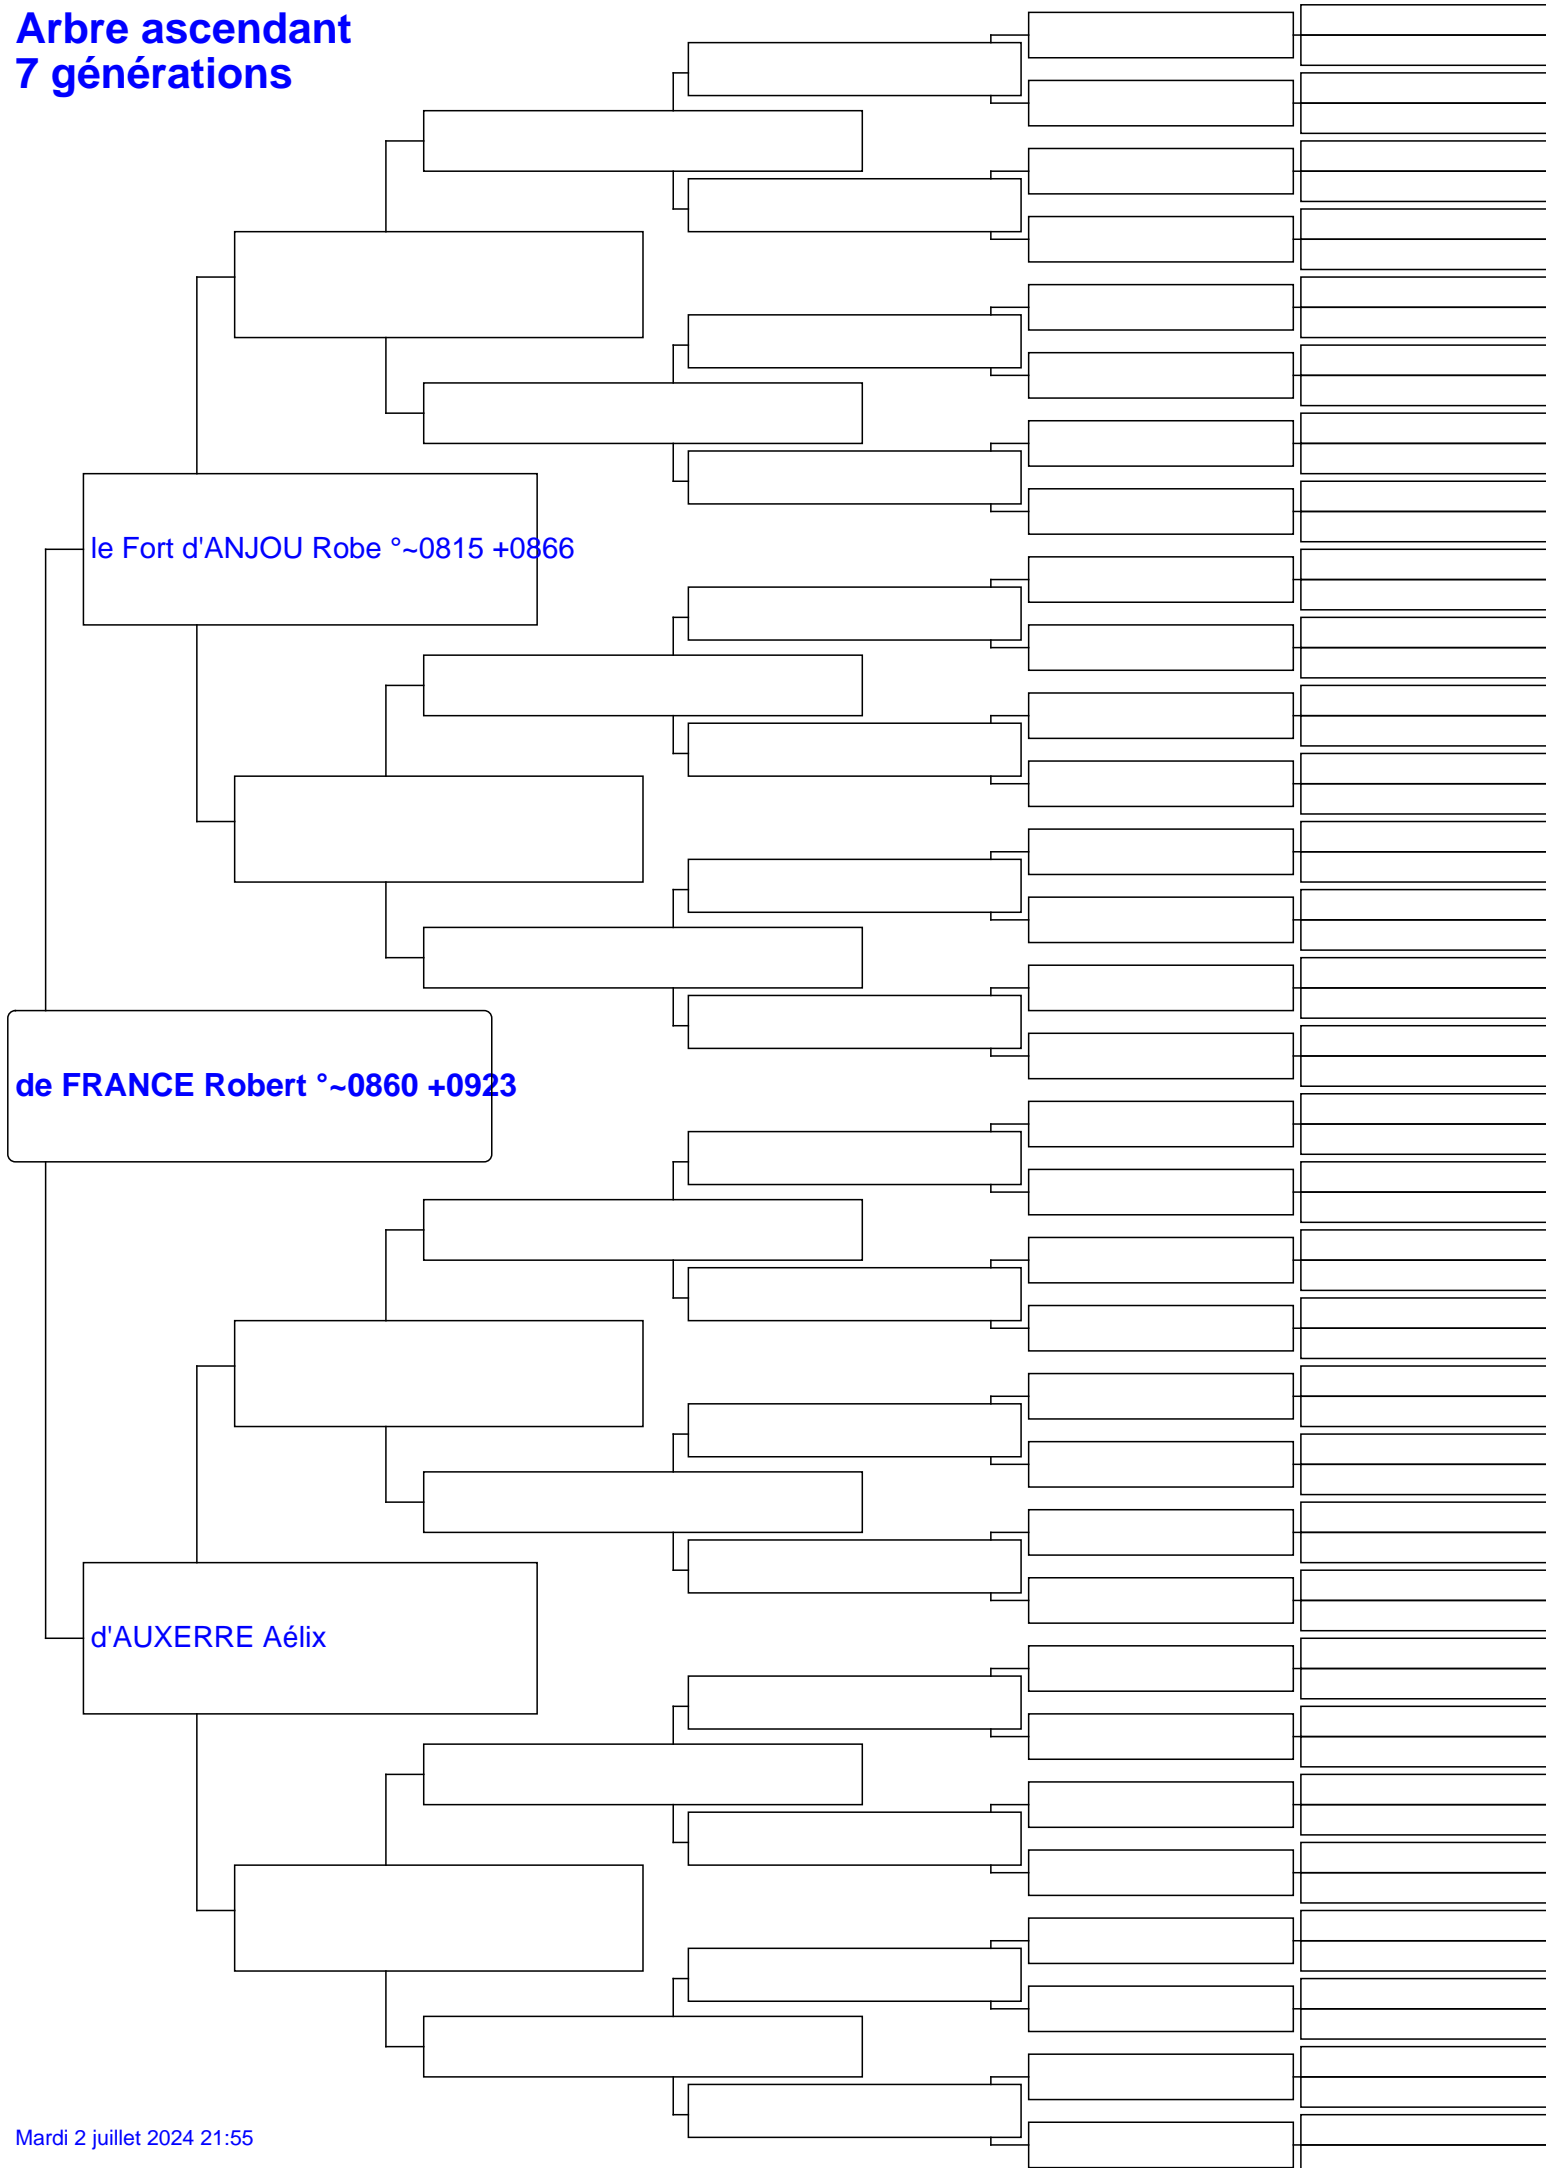 Arbre ascendant
7 générations
le Fort d'ANJOU Robe °~0815 +0866
de FRANCE Robert °~0860 +0923
d'AUXERRE Aélix
Mardi 2 juillet 2024 21:55